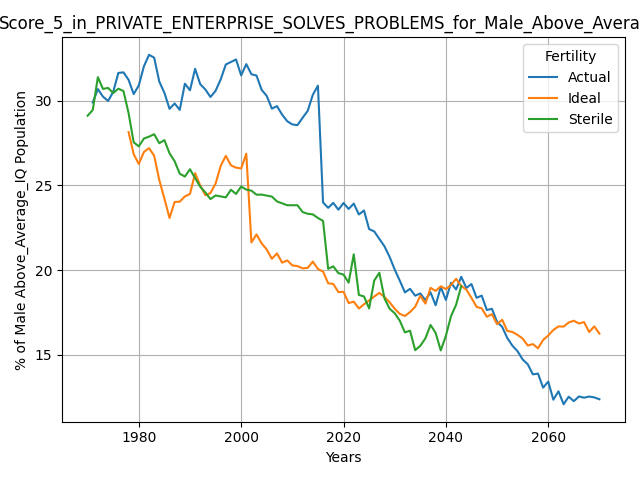 Score_5_in_PRIVATE_ENTERPRISE_SOLVES_PROBLEMS_for_Male_Above_Avera
Fertility
Actual
Ideal
Sterile
% of Male Above_Average_IQ Population
30
25
20
15
1980
2000
2020
2040
2060
Years